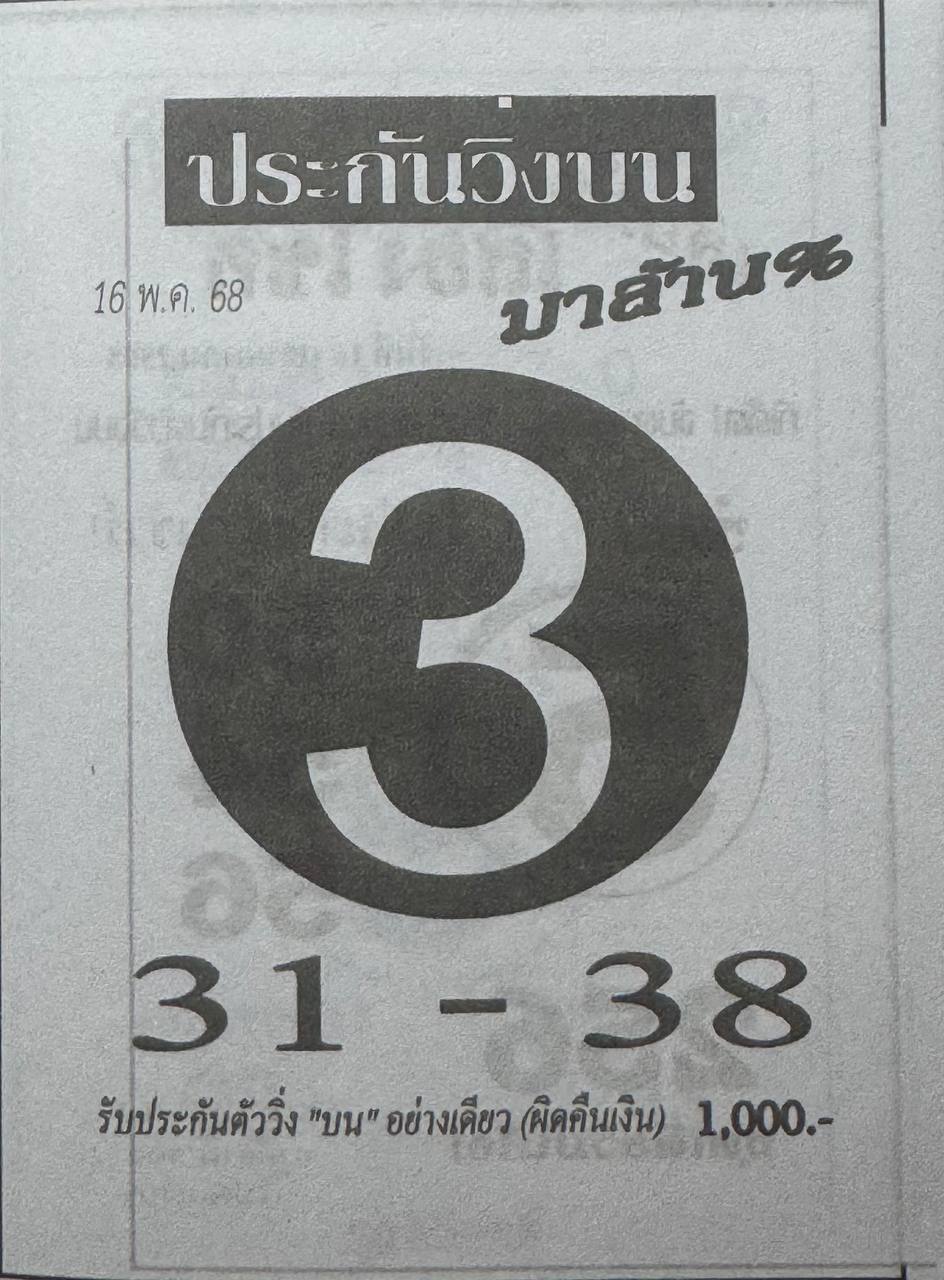 ประกันวิ่งบน
มาล้าน%
16 พ.ค. 68
3
31 - 38
รับประกันตัววิ่ง "บน" อย่างเดียว (ผิดคืนเงิน) 1,000.-